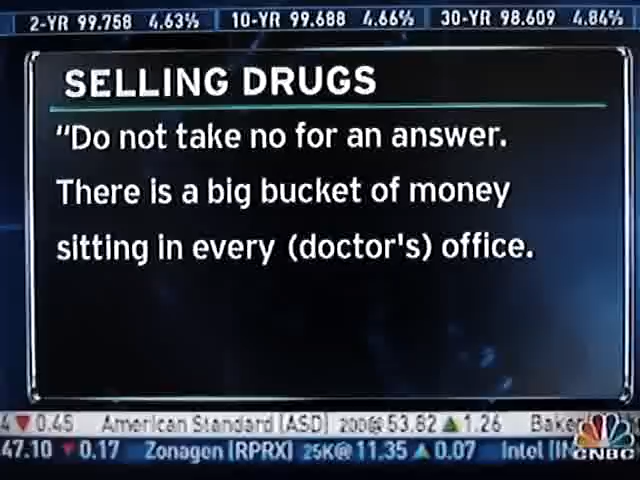 2-YR 99.758 4.63% 10-YR 99.688 4.66% 30-YR 98.609 4.84%
SELLING DRUGS
“Do not take no for an answer.
There is a big bucket of money
sitting in every (doctor's) office.
4 ▼ 0.45 American Standard (ASD) 200@53.82 ▲ 1.26 Baker
47.10 ▼ 0.17 Zonagen (RPRX) 25K@11.35 ▲ 0.07 Intel (IN
CNBC